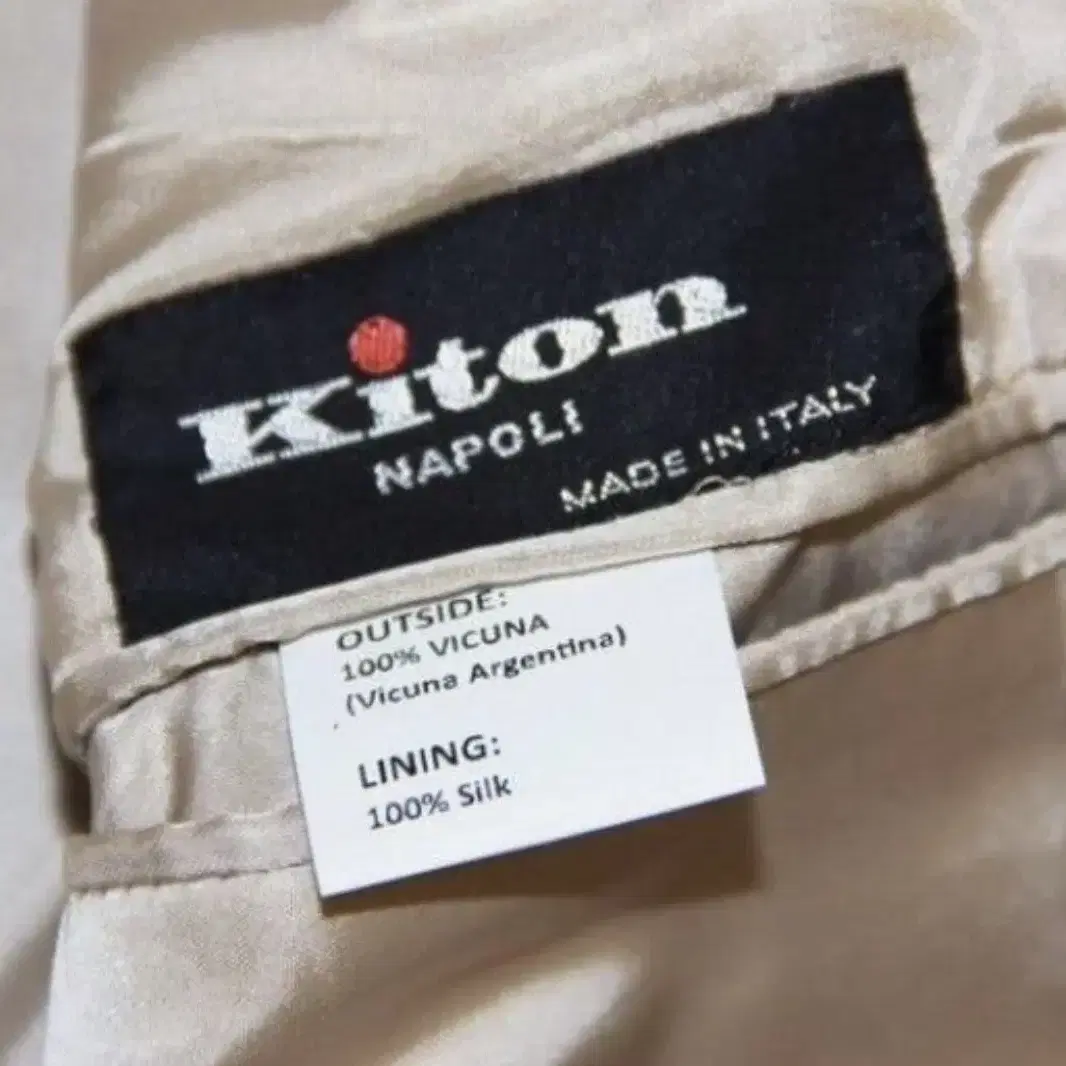 Kiton
NAPOLI
MADE IN ITALY
OUTSIDE:
100% VICUNA
(Vicuna Argentina)
LINING:
100% Silk